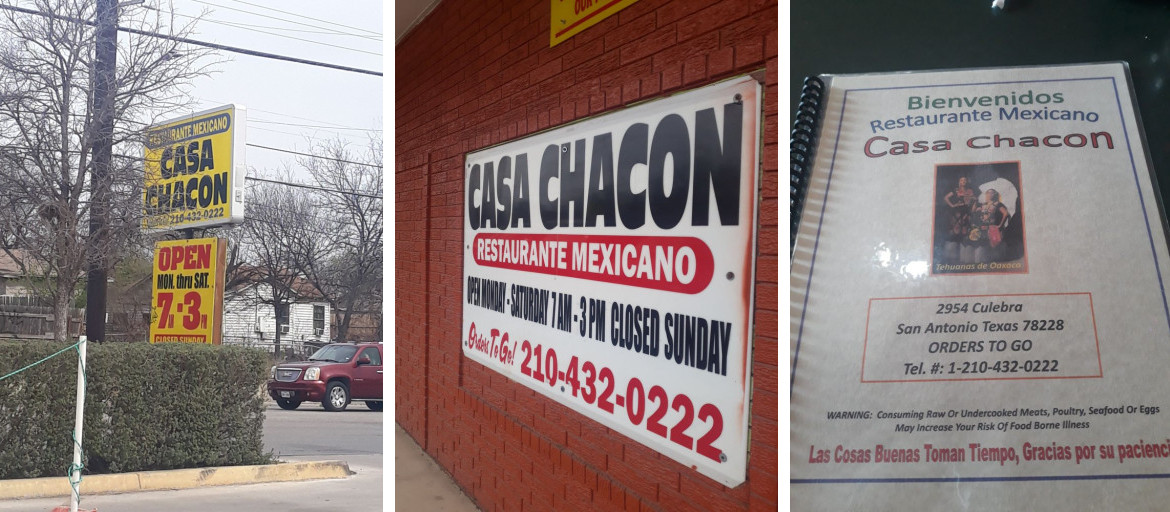 RESTAURANTE MEXICANO
CASA
CHACON
210-432-0222
OPEN
MON. thru SAT.
7-3
CLOSED SUNDAY
OUR
CASA CHACON
RESTAURANTE MEXICANO
OPEN MONDAY - SATURDAY 7 AM - 3 PM CLOSED SUNDAY
Orders To Go! 210-432-0222
Bienvenidos
Restaurante Mexicano
Casa Chacon
Tehuanas de Oaxaca
2954 Culebra
San Antonio Texas 78228
ORDERS TO GO
Tel. #: 1-210-432-0222
WARNING: Consuming Raw Or Undercooked Meats, Poultry, Seafood Or Eggs
May Increase Your Risk Of Food Borne Illness
Las Cosas Buenas Toman Tiempo, Gracias por su pacienci